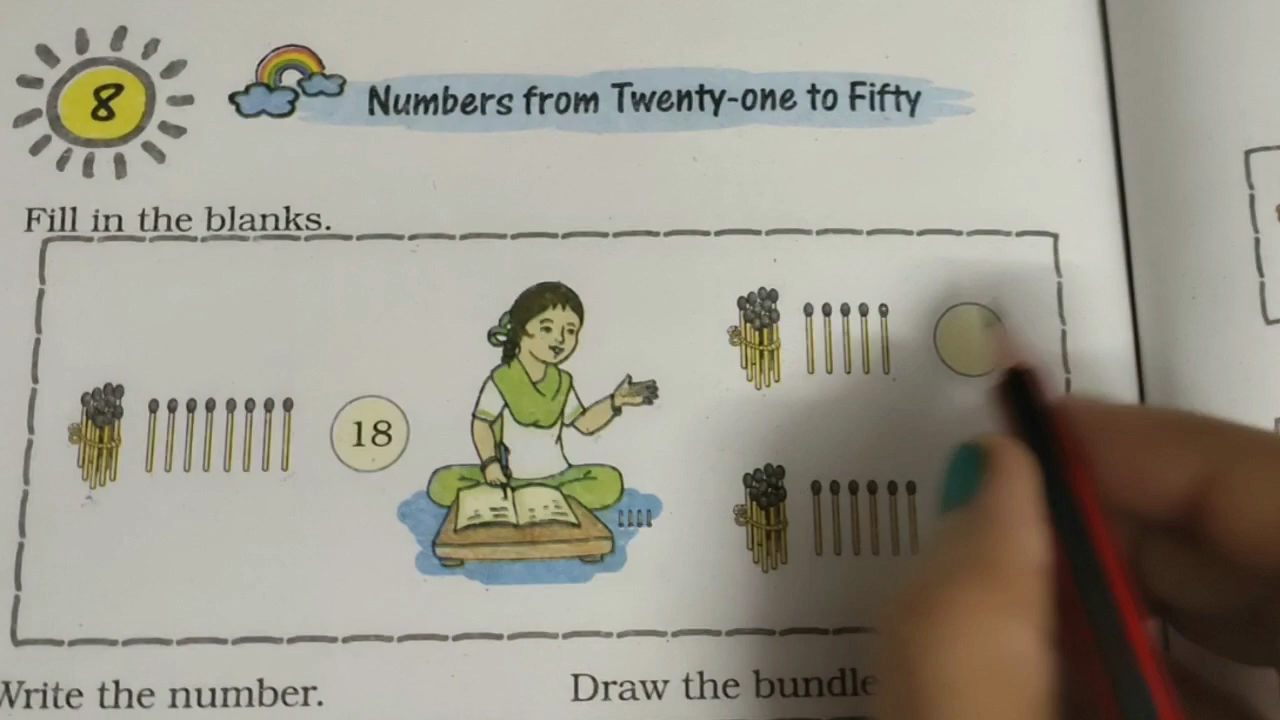 8
Numbers from Twenty-one to Fifty
Fill in the blanks.
18
Write the number.
Draw the bundle